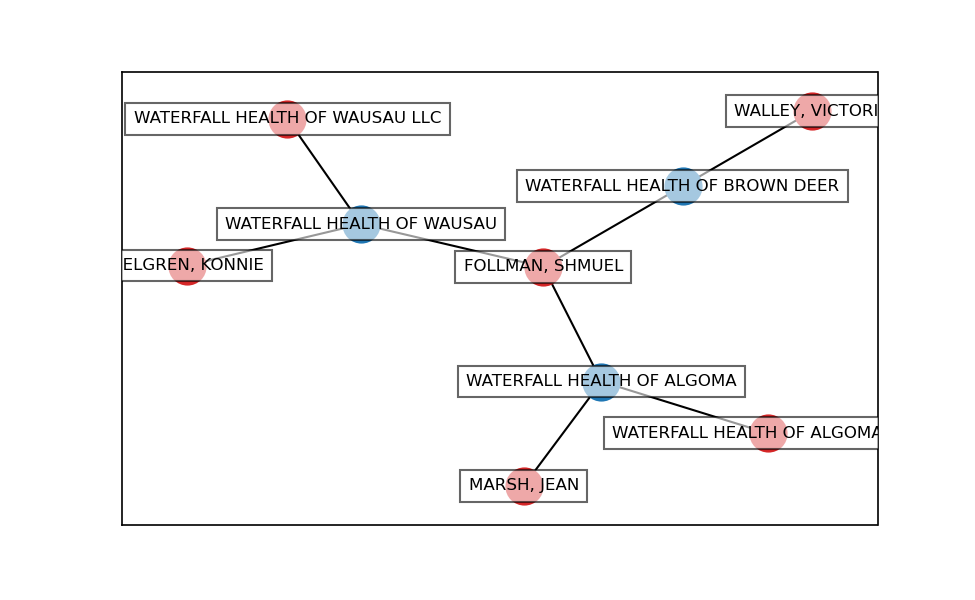 WALLEY, VICTORI
WATERFALL HEALTH OF WAUSAU LLC
WATERFALL HEALTH OF BROWN DEER
WATERFALL HEALTH OF WAUSAU
ELGREN, KONNIE
FOLLMAN, SHMUEL
WATERFALL HEALTH OF ALGOMA
WATERFALL HEALTH OF ALGOMA
MARSH, JEAN